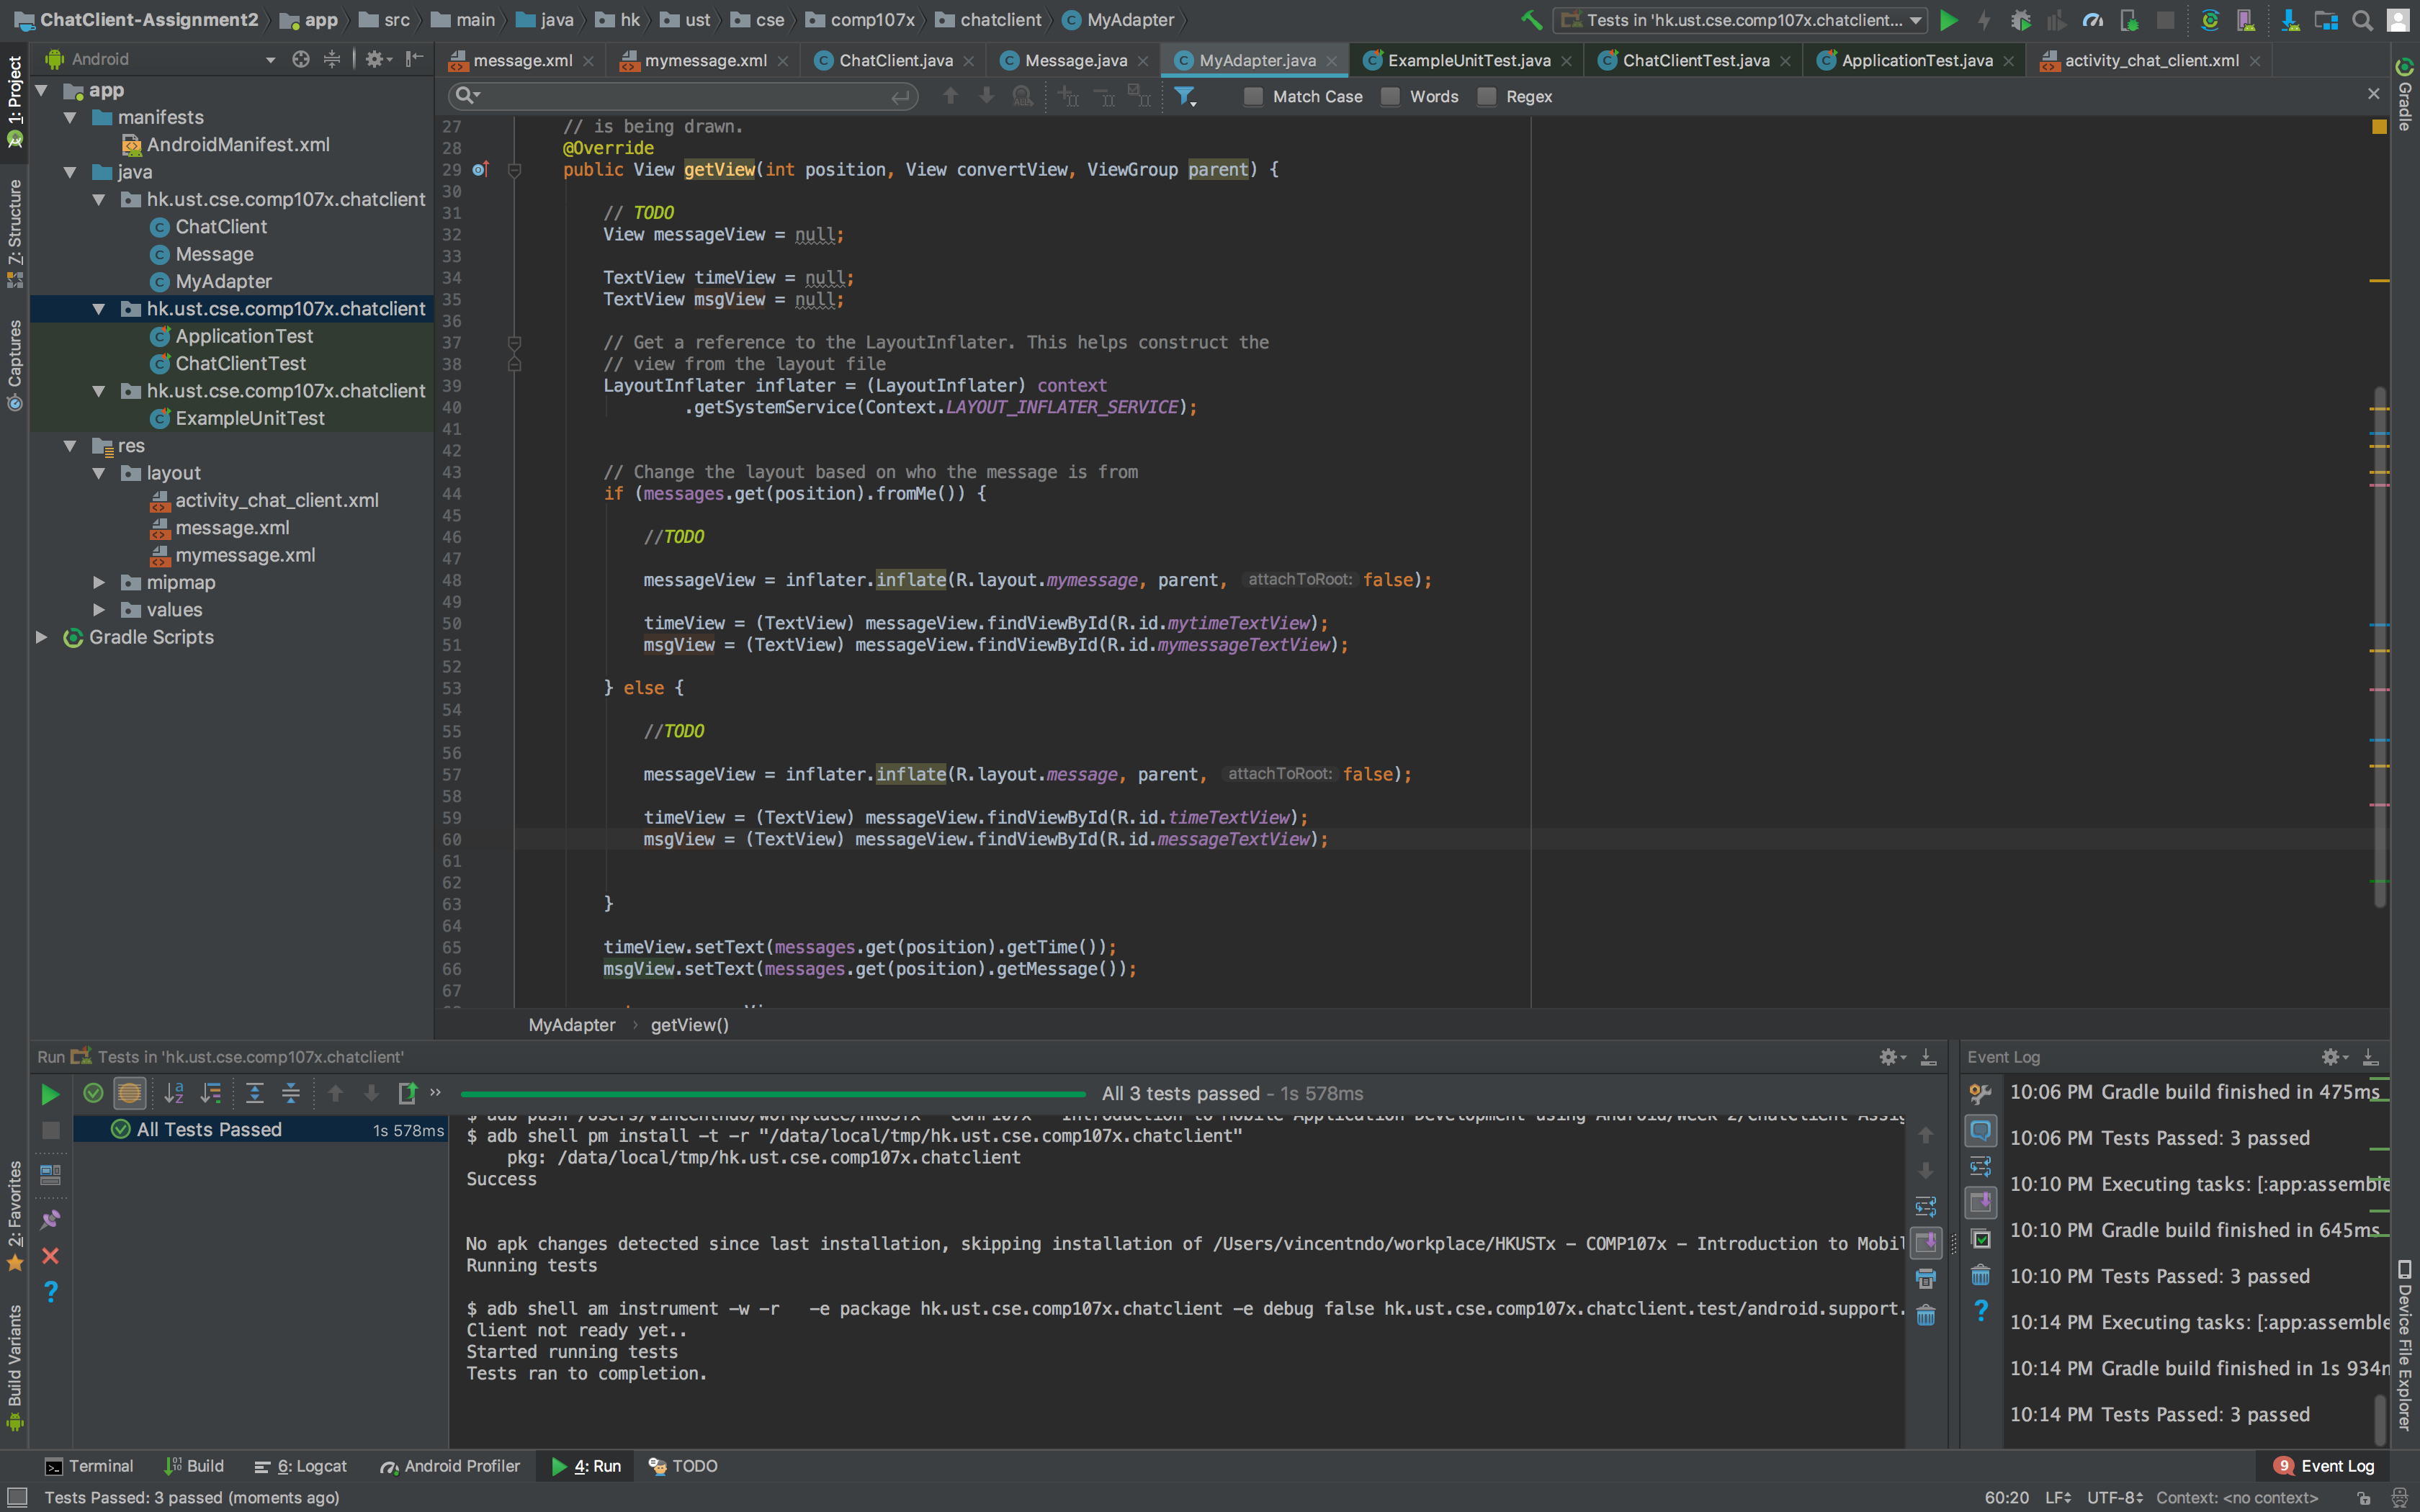 ChatClient-Assignment2 app src main java hk ust cse comp107x chatclient MyAdapter Tests in 'hk.ust.cse.comp107x.chatclient...
Android
message.xml mymessage.xml ChatClient.java Message.java MyAdapter.java ExampleUnitTest.java ChatClientTest.java ApplicationTest.java activity_chat_client.xml
Match Case Words Regex
1: Project
7: Structure
Captures
2: Favorites
Build Variants
app
manifests
AndroidManifest.xml
java
hk.ust.cse.comp107x.chatclient
ChatClient
Message
MyAdapter
hk.ust.cse.comp107x.chatclient
ApplicationTest
ChatClientTest
hk.ust.cse.comp107x.chatclient
ExampleUnitTest
res
layout
activity_chat_client.xml
message.xml
mymessage.xml
mipmap
values
Gradle Scripts
27 // is being drawn.
28 @Override
29 public View getView(int position, View convertView, ViewGroup parent) {
30
31 // TODO
32 View messageView = null;
33
34 TextView timeView = null;
35 TextView msgView = null;
36
37 // Get a reference to the LayoutInflater. This helps construct the
38 // view from the layout file
39 LayoutInflater inflater = (LayoutInflater) context
40 .getSystemService(Context.LAYOUT_INFLATER_SERVICE);
41
42
43 // Change the layout based on who the message is from
44 if (messages.get(position).fromMe()) {
45
46 //TODO
47
48 messageView = inflater.inflate(R.layout.mymessage, parent, attachToRoot: false);
49
50 timeView = (TextView) messageView.findViewById(R.id.mytimeTextView);
51 msgView = (TextView) messageView.findViewById(R.id.mymessageTextView);
52
53 } else {
54
55 //TODO
56
57 messageView = inflater.inflate(R.layout.message, parent, attachToRoot: false);
58
59 timeView = (TextView) messageView.findViewById(R.id.timeTextView);
60 msgView = (TextView) messageView.findViewById(R.id.messageTextView);
61
62
63 }
64
65 timeView.setText(messages.get(position).getTime());
66 msgView.setText(messages.get(position).getMessage());
67
MyAdapter getView()
Gradle
Device File Explorer
Run Tests in 'hk.ust.cse.comp107x.chatclient'
All 3 tests passed - 1s 578ms
All Tests Passed 1s 578ms
$ adb push /Users/vincentndo/workplace/HKUSTx - COMP107x - Introduction to Mobile Application Development using Android/Week 2/ChatClient-Assig
$ adb shell pm install -t -r "/data/local/tmp/hk.ust.cse.comp107x.chatclient"
pkg: /data/local/tmp/hk.ust.cse.comp107x.chatclient
Success
No apk changes detected since last installation, skipping installation of /Users/vincentndo/workplace/HKUSTx - COMP107x - Introduction to Mobil
Running tests
$ adb shell am instrument -w -r -e package hk.ust.cse.comp107x.chatclient -e debug false hk.ust.cse.comp107x.chatclient.test/android.support.
Client not ready yet..
Started running tests
Tests ran to completion.
Event Log
10:06 PM Gradle build finished in 475ms
10:06 PM Tests Passed: 3 passed
10:10 PM Executing tasks: [:app:assemble
10:10 PM Gradle build finished in 645ms
10:10 PM Tests Passed: 3 passed
10:14 PM Executing tasks: [:app:assemble
10:14 PM Gradle build finished in 1s 934m
10:14 PM Tests Passed: 3 passed
Terminal Build 6: Logcat Android Profiler 4: Run TODO 9 Event Log
Tests Passed: 3 passed (moments ago) 60:20 LF UTF-8 Context: <no context>